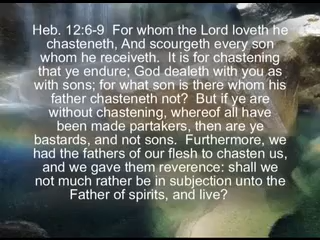 Heb. 12:6-9  For whom the Lord loveth he
chasteneth, And scourgeth every son
whom he receiveth.  It is for chastening
that ye endure; God dealeth with you as
with sons; for what son is there whom his
father chasteneth not?  But if ye are
without chastening, whereof all have
been made partakers, then are ye
bastards, and not sons.  Furthermore, we
had the fathers of our flesh to chasten us,
and we gave them reverence: shall we
not much rather be in subjection unto the
Father of spirits, and live?